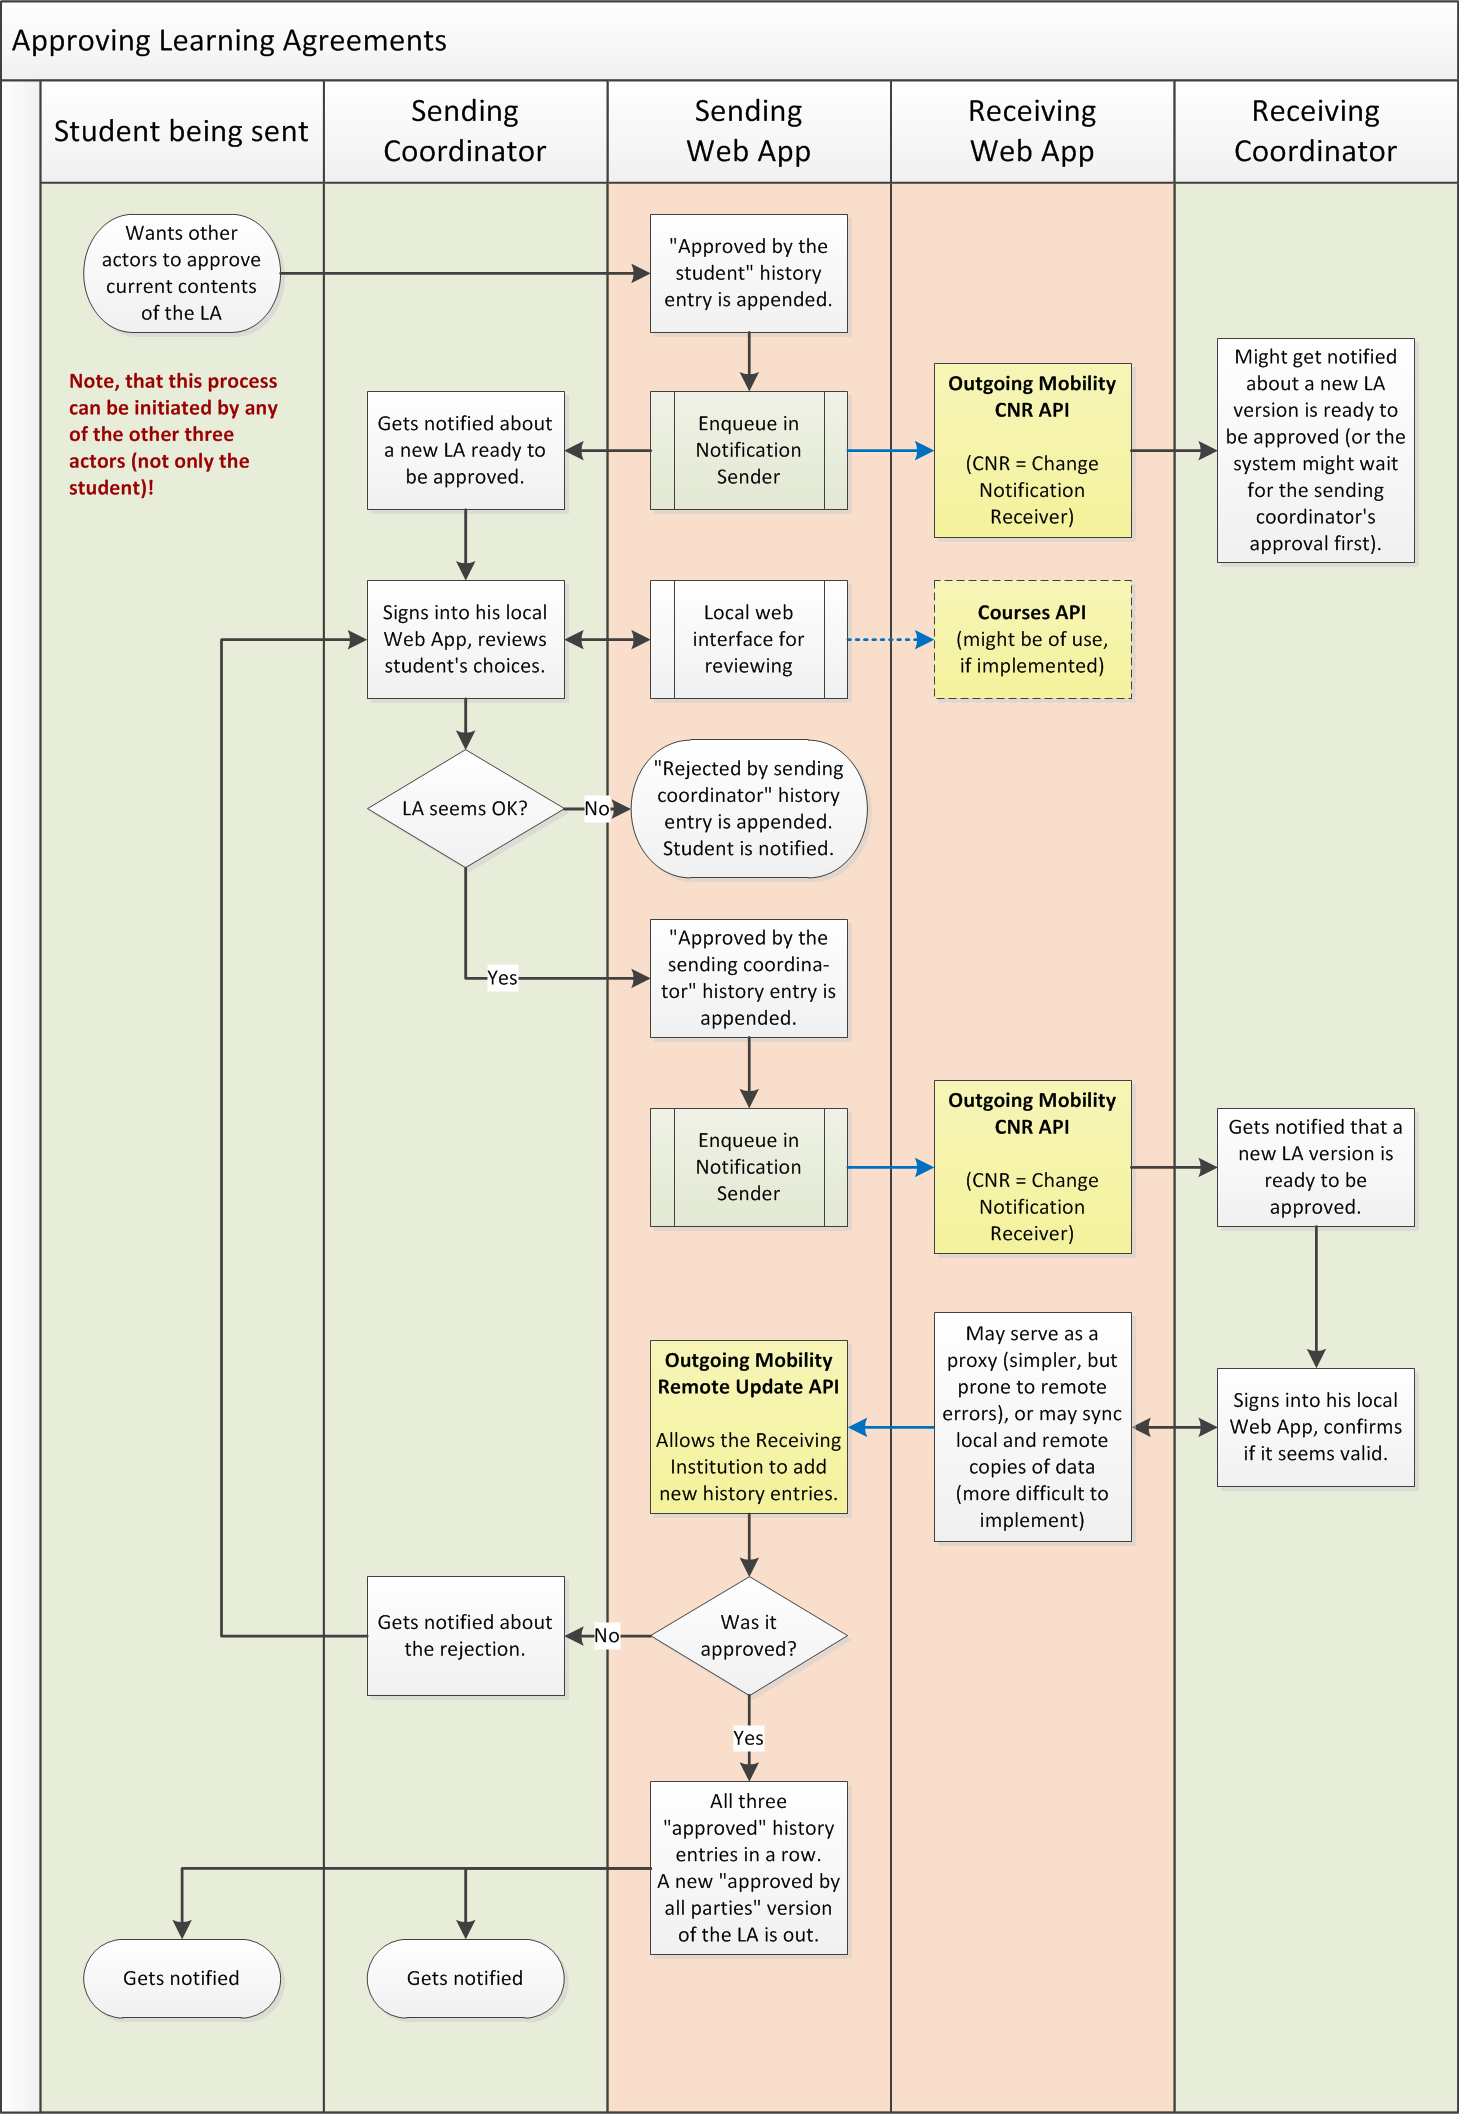 Approving Learning Agreements
Student being sent
Sending
Coordinator
Sending
Web App
Receiving
Web App
Receiving
Coordinator
Wants other
actors to approve
current contents
of the LA
"Approved by the
student" history
entry is appended.
Note, that this process
can be initiated by any
of the other three
actors (not only the
student)!
Gets notified about
a new LA ready to
be approved.
Enqueue in
Notification
Sender
Outgoing Mobility
CNR API
(CNR = Change
Notification
Receiver)
Might get notified
about a new LA
version is ready to
be approved (or the
system might wait
for the sending
coordinator's
approval first).
Signs into his local
Web App, reviews
student's choices.
Local web
interface for
reviewing
Courses API
(might be of use,
if implemented)
LA seems OK?
No
"Rejected by sending
coordinator" history
entry is appended.
Student is notified.
Yes
"Approved by the
sending coordina-
tor" history entry is
appended.
Enqueue in
Notification
Sender
Outgoing Mobility
CNR API
(CNR = Change
Notification
Receiver)
Gets notified that a
new LA version is
ready to be
approved.
Outgoing Mobility
Remote Update API
Allows the Receiving
Institution to add
new history entries.
May serve as a
proxy (simpler, but
prone to remote
errors), or may sync
local and remote
copies of data
(more difficult to
implement)
Signs into his local
Web App, confirms
if it seems valid.
Gets notified about
the rejection.
No
Was it
approved?
Yes
All three
"approved" history
entries in a row.
A new "approved by
all parties" version
of the LA is out.
Gets notified
Gets notified